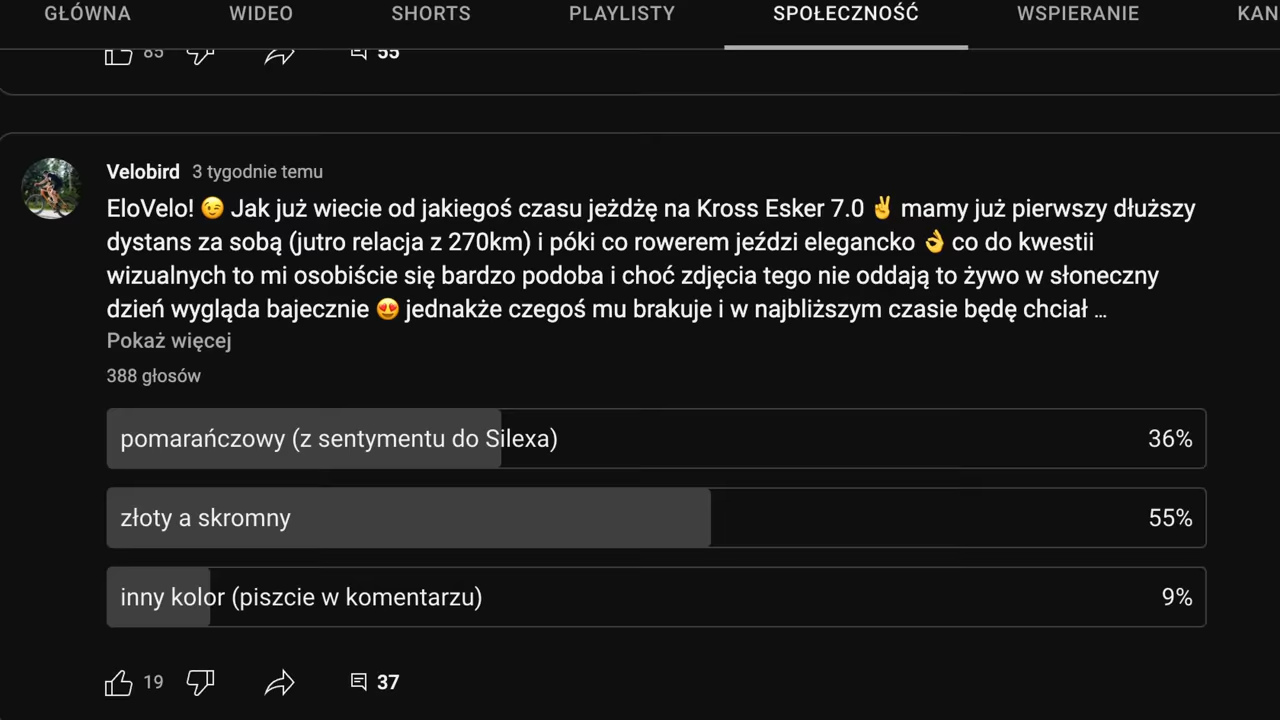 GŁÓWNA WIDEO SHORTS PLAYLISTY SPOŁECZNOŚĆ WSPIERANIE KAN
85 55
Velobird 3 tygodnie temu
EloVelo! 😉 Jak już wiecie od jakiegoś czasu jeżdżę na Kross Esker 7.0 ✌ mamy już pierwszy dłuższy
dystans za sobą (jutro relacja z 270km) i póki co rowerem jeździ elegancko 👌 co do kwestii
wizualnych to mi osobiście się bardzo podoba i choć zdjęcia tego nie oddają to żywo w słoneczny
dzień wygląda bajecznie 😍 jednakże czegoś mu brakuje i w najbliższym czasie będę chciał ...
Pokaż więcej
388 głosów
pomarańczowy (z sentymentu do Silexa) 36%
złoty a skromny 55%
inny kolor (piszcie w komentarzu) 9%
19 37